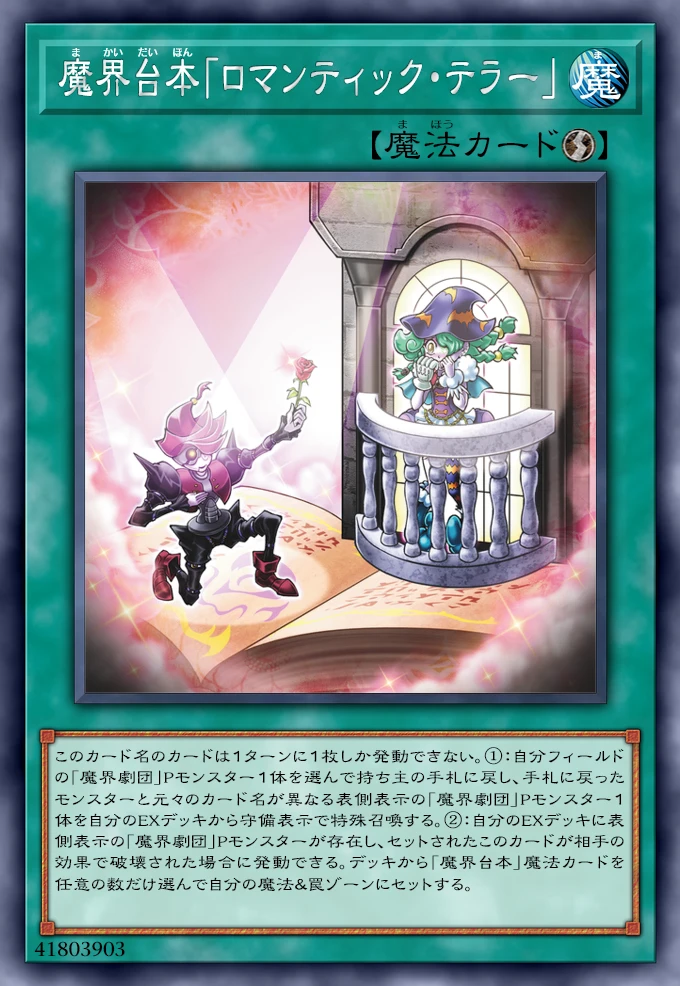 魔界台本「ロマンティック・テラー」
魔
【魔法カード】
このカード名のカードは1ターンに1枚しか発動できない。①：自分フィールド
の「魔界劇団」Pモンスター1体を選んで持ち主の手札に戻し、手札に戻った
モンスターと元々のカード名が異なる表側表示の「魔界劇団」Pモンスター1
体を自分のEXデッキから守備表示で特殊召喚する。②：自分のEXデッキに表
側表示の「魔界劇団」Pモンスターが存在し、セットされたこのカードが相手の
効果で破壊された場合に発動できる。デッキから「魔界台本」魔法カードを
任意の数だけ選んで自分の魔法&罠ゾーンにセットする。
41803903